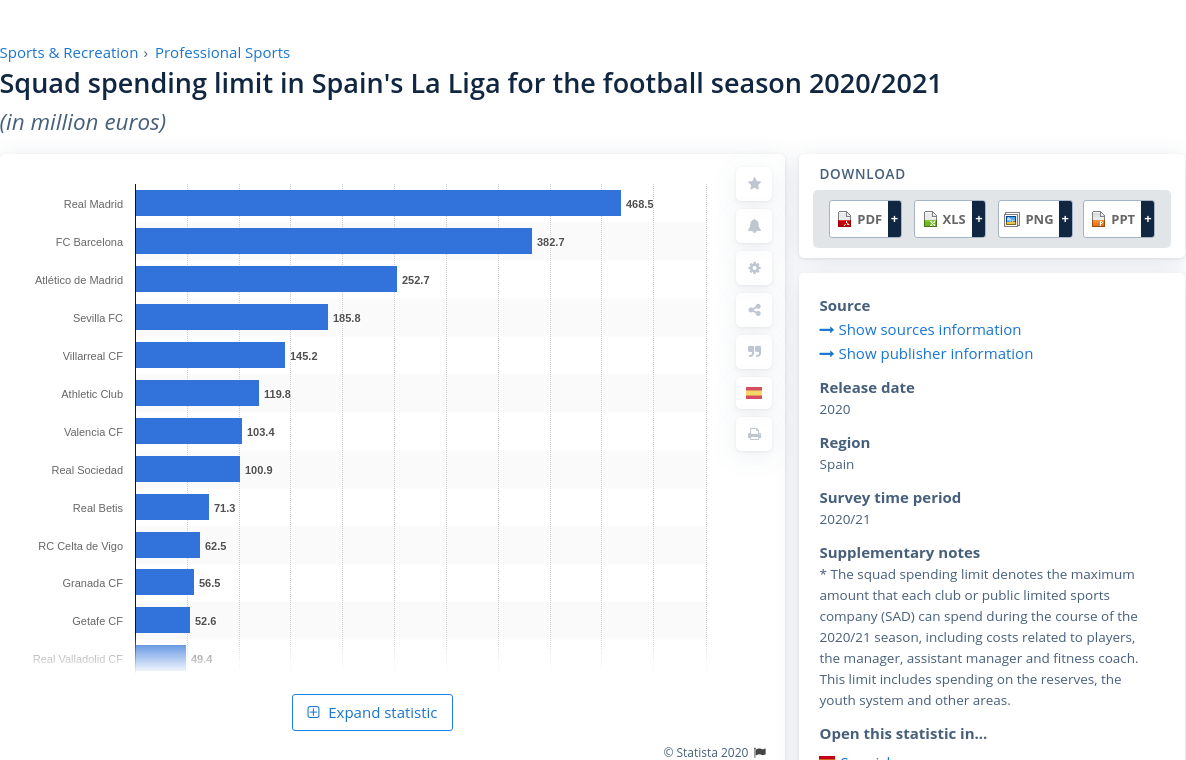 Sports & Recreation › Professional Sports
Squad spending limit in Spain's La Liga for the football season 2020/2021
(in million euros)
Real Madrid 468.5
FC Barcelona 382.7
Atlético de Madrid 252.7
Sevilla FC 185.8
Villarreal CF 145.2
Athletic Club 119.8
Valencia CF 103.4
Real Sociedad 100.9
Real Betis 71.3
RC Celta de Vigo 62.5
Granada CF 56.5
Getafe CF 52.6
Real Valladolid CF 49.4
Expand statistic
© Statista 2020
DOWNLOAD
PDF + XLS + PNG + PPT +
Source
Show sources information
Show publisher information
Release date
2020
Region
Spain
Survey time period
2020/21
Supplementary notes
* The squad spending limit denotes the maximum
amount that each club or public limited sports
company (SAD) can spend during the course of the
2020/21 season, including costs related to players,
the manager, assistant manager and fitness coach.
This limit includes spending on the reserves, the
youth system and other areas.
Open this statistic in...